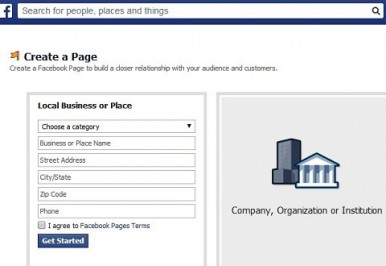 f Search for people, places and things
Create a Page
Create a Facebook Page to build a closer relationship with your audience and customers.
Local Business or Place
Choose a category
Business or Place Name
Street Address
City/State
Zip Code
Phone
I agree to Facebook Pages Terms
Get Started
Company, Organization or Institution